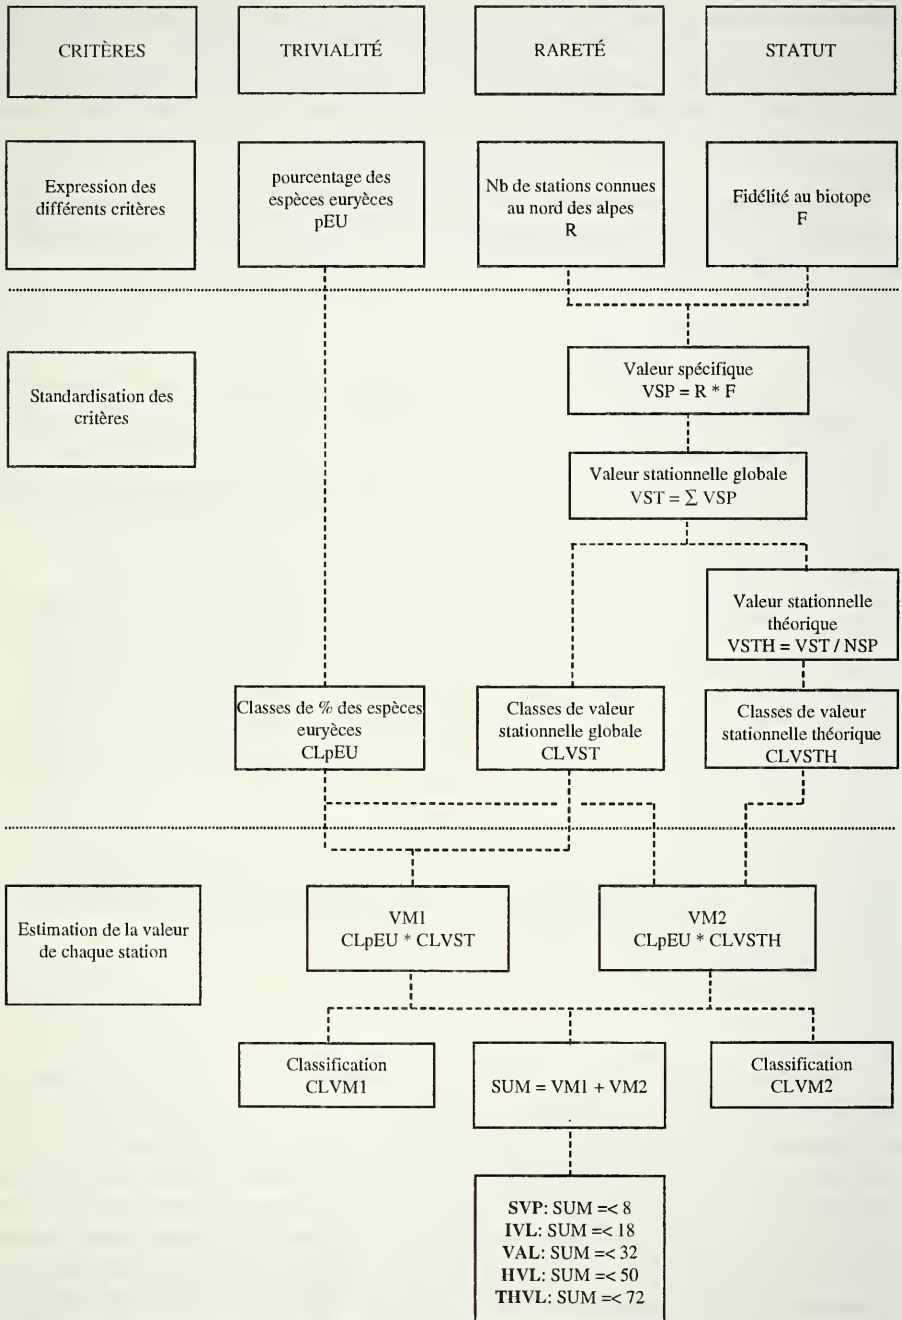 CRITÈRES
TRIVIALITÉ
RARETÉ
STATUT
Expression des
différents critères
pourcentage des
espèces euryèces
pEU
Nb de stations connues
au nord des alpes
R
Fidélité au biotope
F
Standardisation des
critères
Valeur spécifique
VSP = R * F
Valeur stationnelle globale
VST = ∑ VSP
Valeur stationnelle
théorique
VSTH = VST / NSP
Classes de % des espèces
euryèces
CLpEU
Classes de valeur
stationnelle globale
CLVST
Classes de valeur
stationnelle théorique
CLVSTH
Estimation de la valeur
de chaque station
VM1
CLpEU * CLVST
VM2
CLpEU * CLVSTH
Classification
CLVM1
SUM = VM1 + VM2
Classification
CLVM2
SVP: SUM =< 8
IVL: SUM =< 18
VAL: SUM =< 32
HVL: SUM =< 50
THVL: SUM =< 72